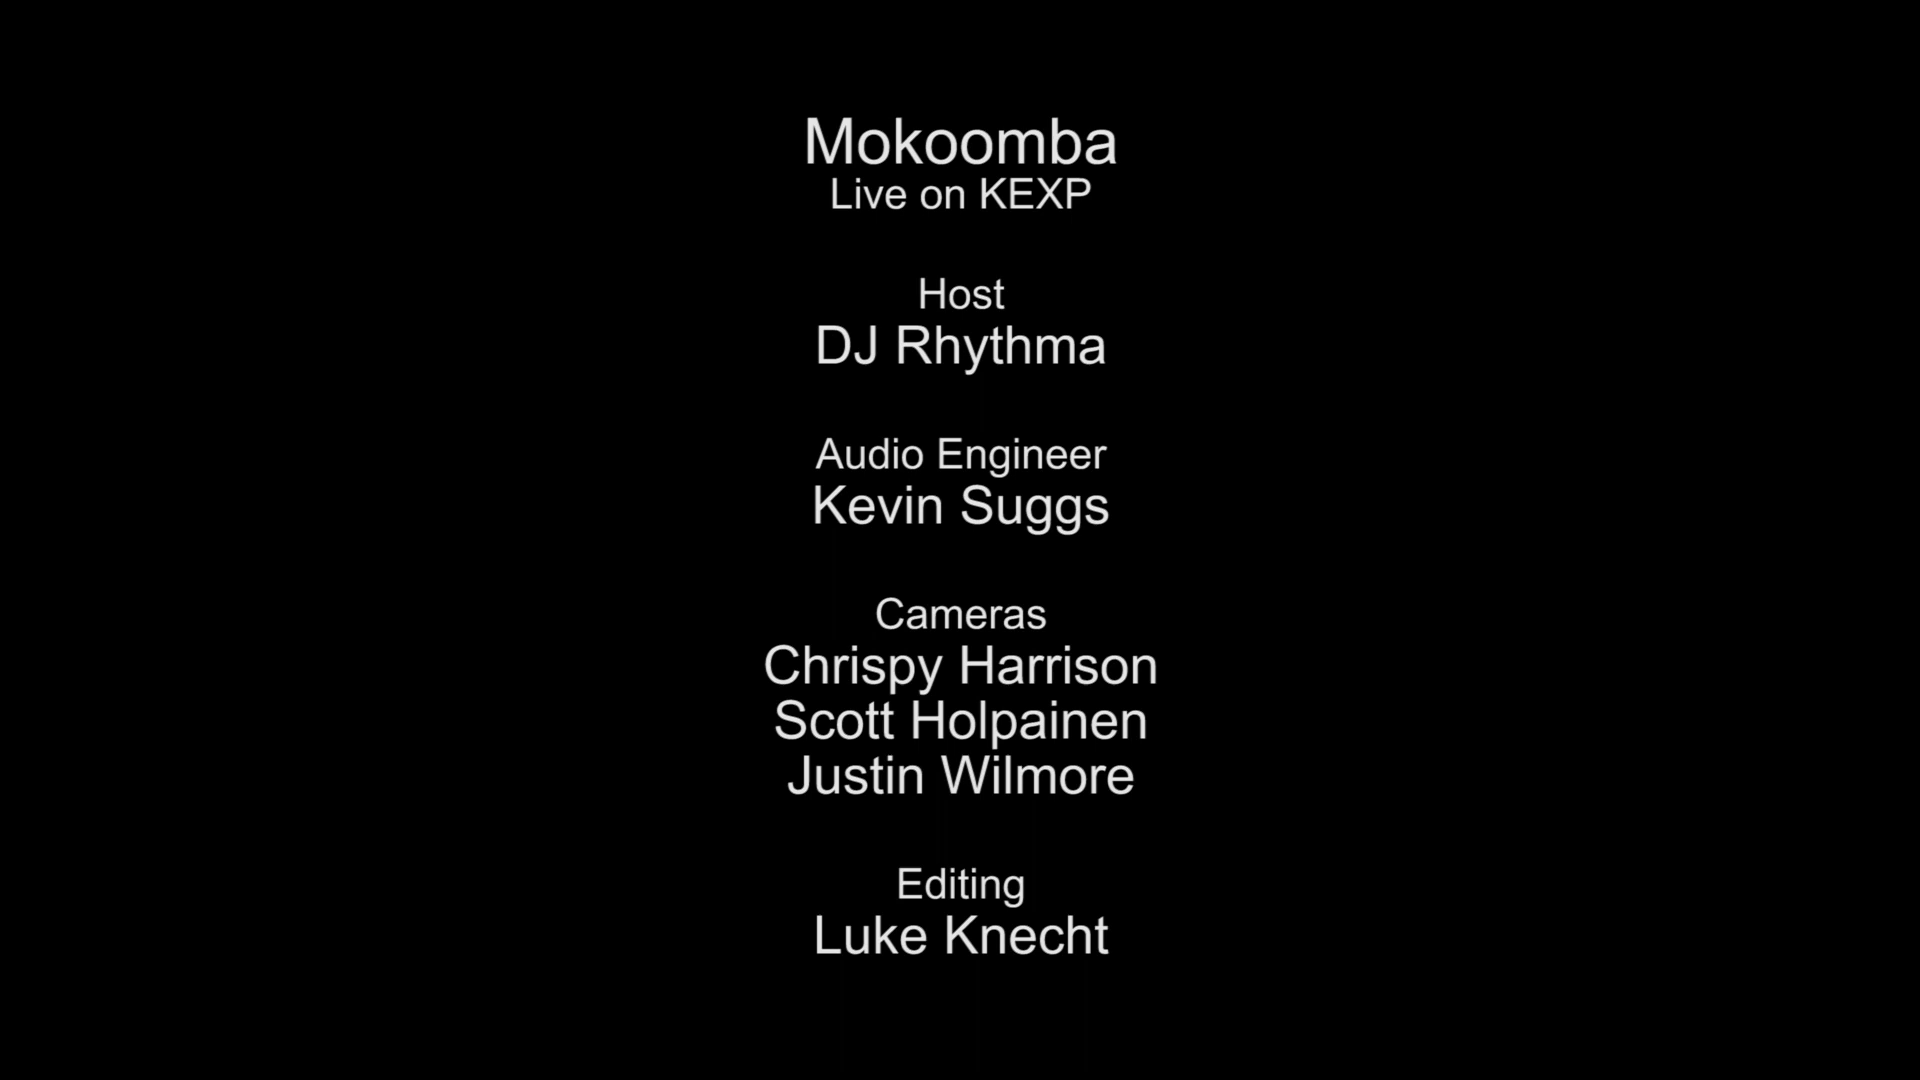 Mokoomba
Live on KEXP
Host
DJ Rhythma
Audio Engineer
Kevin Suggs
Cameras
Chrispy Harrison
Scott Holpainen
Justin Wilmore
Editing
Luke Knecht